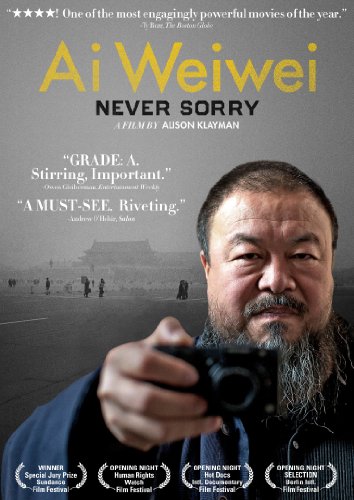 "★★★★! One of the most engagingly powerful movies of the year."
-Ty Burr, The Boston Globe
Ai Weiwei
NEVER SORRY
A FILM BY ALISON KLAYMAN
"GRADE: A.
Stirring, Important."
Owen Gleiberman, Entertainment Weekly
"A MUST-SEE. Riveting."
-Andrew O'Hehir, Salon
WINNER
Special Jury Prize
Sundance
Film Festival
OPENING NIGHT
Human Rights
Watch
Film Festival
OPENING NIGHT
Hot Docs
Intl. Documentary
Film Festival
OPENING NIGHT
SELECTION
Berlin Intl.
Film Festival